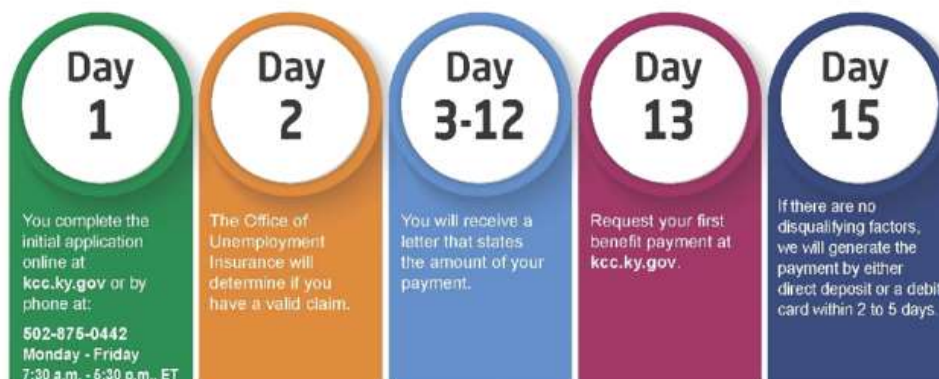 Day
1
You complete the
initial application
online at
kcc.ky.gov or by
phone at:
502-875-0442
Monday - Friday
7:30 a.m. - 5:30 p.m., ET
Day
2
The Office of
Unemployment
Insurance will
determine if you
have a valid claim.
Day
3-12
You will receive a
letter that states
the amount of your
payment.
Day
13
Request your first
benefit payment at
kcc.ky.gov.
Day
15
If there are no
disqualifying factors,
we will generate the
payment by either
direct deposit or a debit
card within 2 to 5 days.